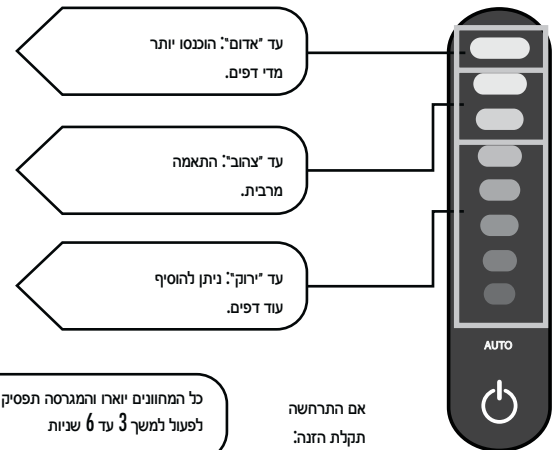 עד "אדום": הוכנסו יותר
מדי דפים.
עד "צהוב": התאמה
מרבית.
עד "ירוק": ניתן להוסיף
עוד דפים.
AUTO
אם התרחשה
תקלת הזנה:
כל המחוונים יוארו והמגרסה תפסיק
לפעול למשך 3 עד 6 שניות